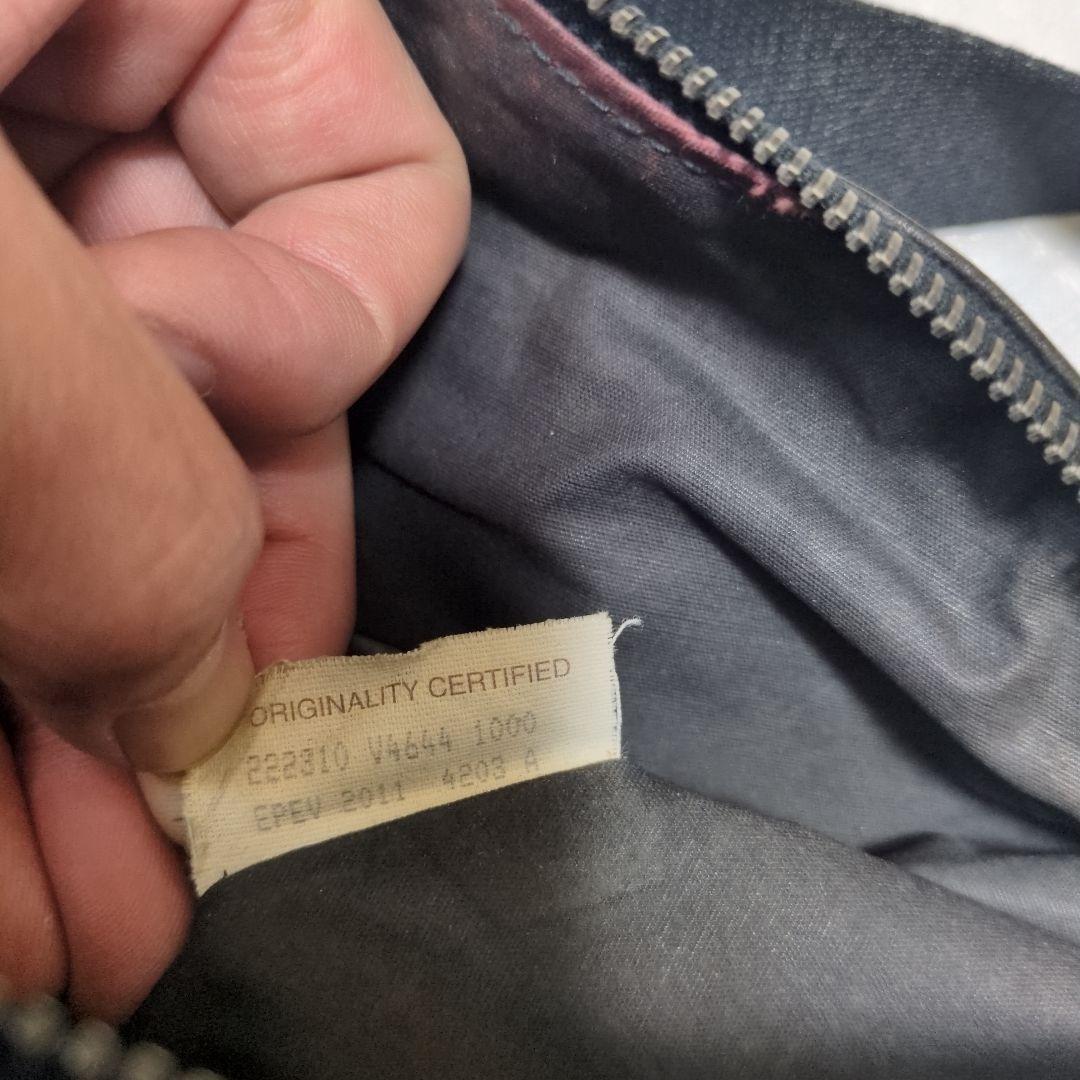 ORIGINALITY CERTIFIED
222310 V4644 1000
EPEV 2011 4203 A